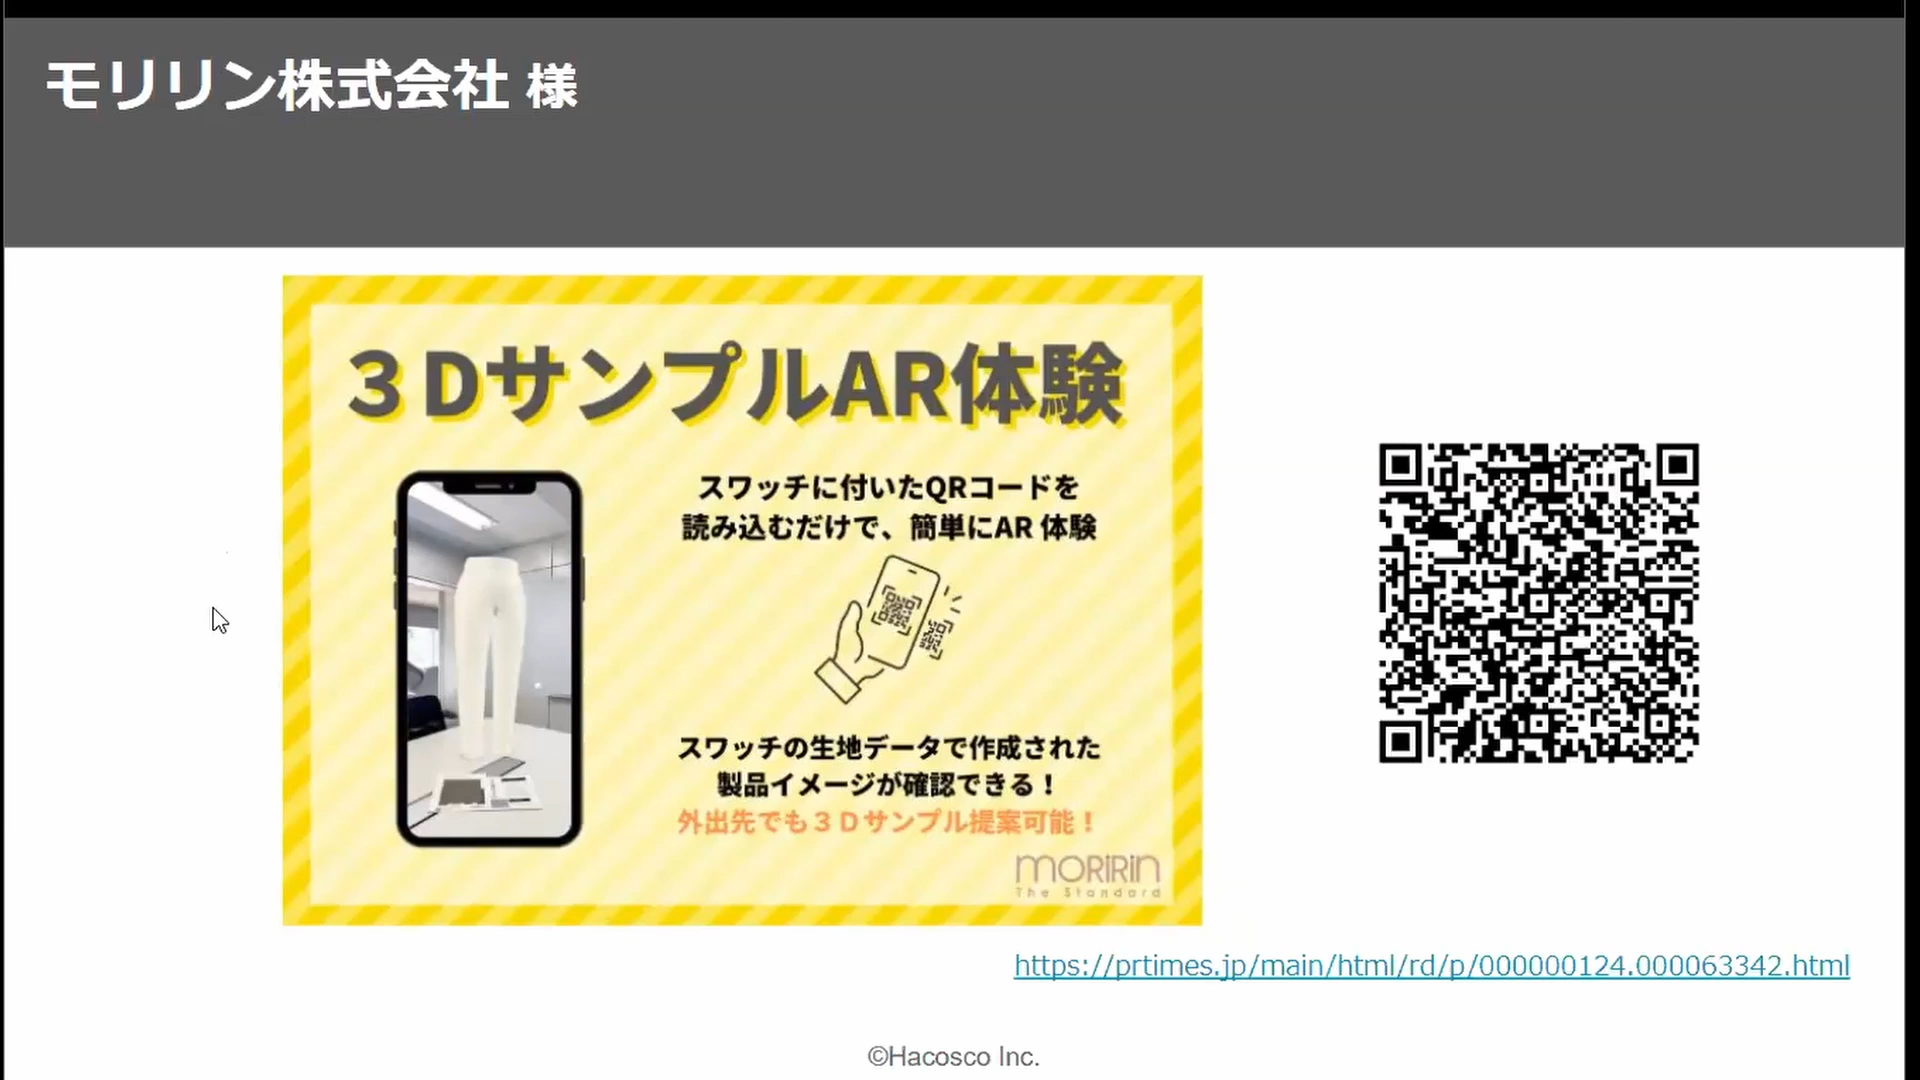 モリリン株式会社 様
３DサンプルAR体験
スワッチに付いたQRコードを
読み込むだけで、簡単にAR 体験
スワッチの生地データで作成された
製品イメージが確認できる！
外出先でも３Ｄサンプル提案可能！
MORIRIN
The Standard
https://prtimes.jp/main/html/rd/p/000000124.000063342.html
©Hacosco Inc.